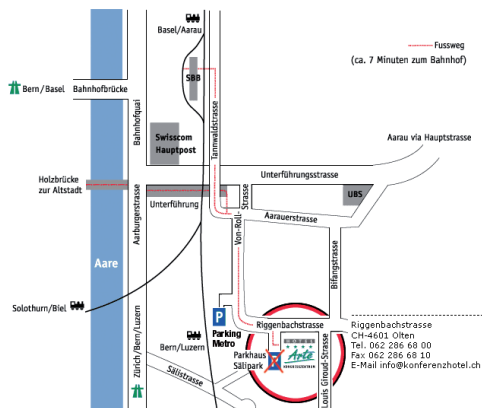 Basel/Aarau
Fussweg
(ca. 7 Minuten zum Bahnhof)
SBB
Bern/Basel
Bahnhofbrücke
Bahnhofquai
Tannwaldstrasse
Swisscom
Hauptpost
Aarau via Hauptstrasse
Unterführungsstrasse
Holzbrücke
zur Altstadt
Aarburgerstrasse
Unterführung
Von-Roll-
Strasse
UBS
Aarauerstrasse
Bifangstrasse
Aare
Solothurn/Biel
Zürich/Bern/Luzern
P
Parking
Metro
Riggenbachstrasse
Bern/Luzern
Parkhaus
Sälipark
Arte
Sälistrasse
Louis Giroud-Strasse
Riggenbachstrasse
CH-4601 Olten
Tel. 062 286 68 00
Fax 062 286 68 10
E-Mail info@konferenzhotel.ch